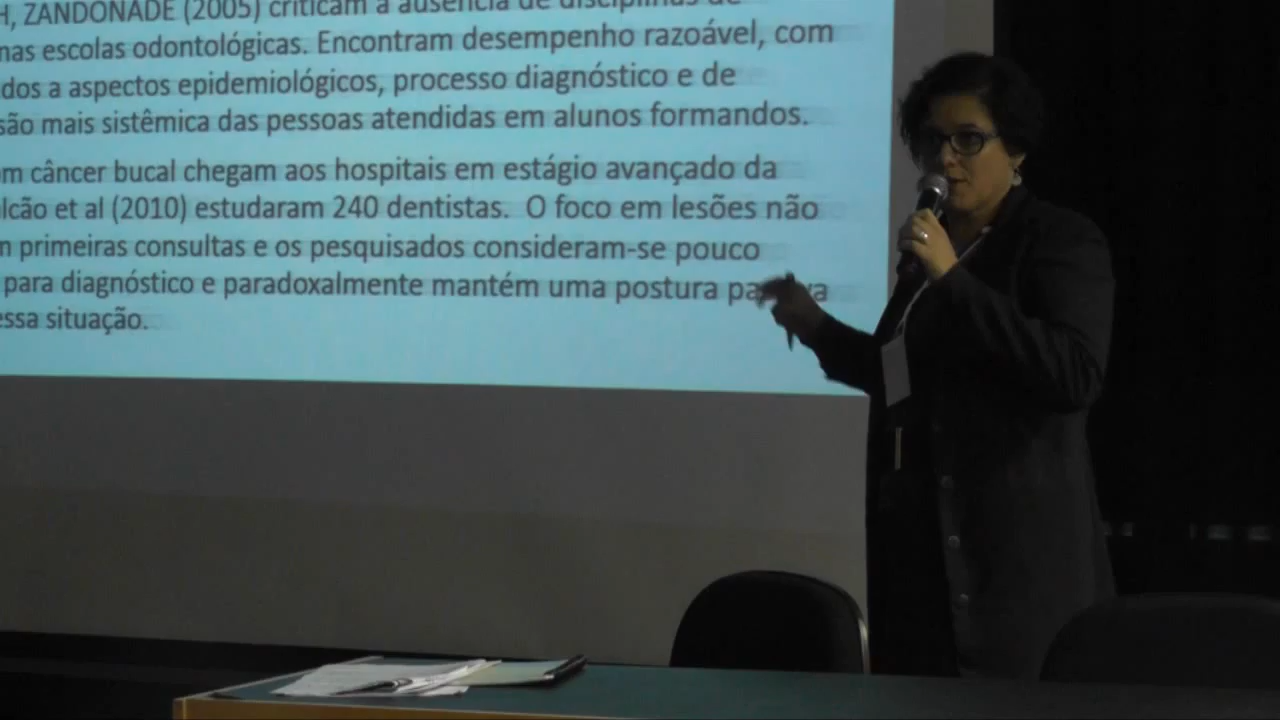 H, ZANDONADE (2005) criticam a ausência de disciplinas de
nas escolas odontológicas. Encontram desempenho razoável, com
dos a aspectos epidemiológicos, processo diagnóstico e de
são mais sistêmica das pessoas atendidas em alunos formandos.
om câncer bucal chegam aos hospitais em estágio avançado da
lcão et al (2010) estudaram 240 dentistas. O foco em lesões não
m primeiras consultas e os pesquisados consideram-se pouco
para diagnóstico e paradoxalmente mantém uma postura
essa situação.